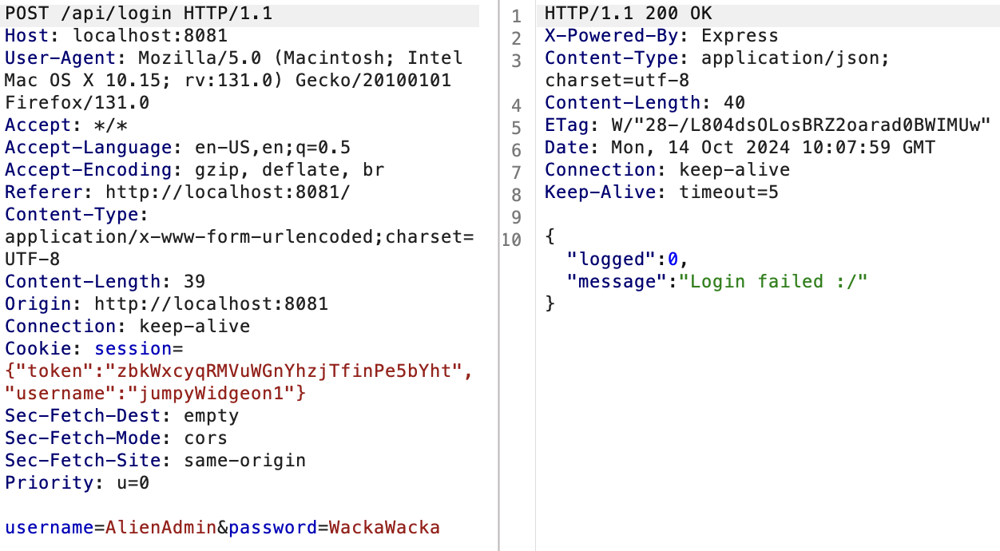 POST /api/login HTTP/1.1
Host: localhost:8081
User-Agent: Mozilla/5.0 (Macintosh; Intel
Mac OS X 10.15; rv:131.0) Gecko/20100101
Firefox/131.0
Accept: */*
Accept-Language: en-US,en;q=0.5
Accept-Encoding: gzip, deflate, br
Referer: http://localhost:8081/
Content-Type:
application/x-www-form-urlencoded;charset=
UTF-8
Content-Length: 39
Origin: http://localhost:8081
Connection: keep-alive
Cookie: session=
{"token":"zbkWxcyqRMVuWGnYhzjTfinPe5bYht",
"username":"jumpyWidgeon1"}
Sec-Fetch-Dest: empty
Sec-Fetch-Mode: cors
Sec-Fetch-Site: same-origin
Priority: u=0
username=AlienAdmin&password=WackaWacka
1 HTTP/1.1 200 OK
2 X-Powered-By: Express
3 Content-Type: application/json;
charset=utf-8
4 Content-Length: 40
5 ETag: W/"28-/L804dsOLosBRZ2oarad0BWIMUw"
6 Date: Mon, 14 Oct 2024 10:07:59 GMT
7 Connection: keep-alive
8 Keep-Alive: timeout=5
9
10 {
"logged":0,
"message":"Login failed :/"
}